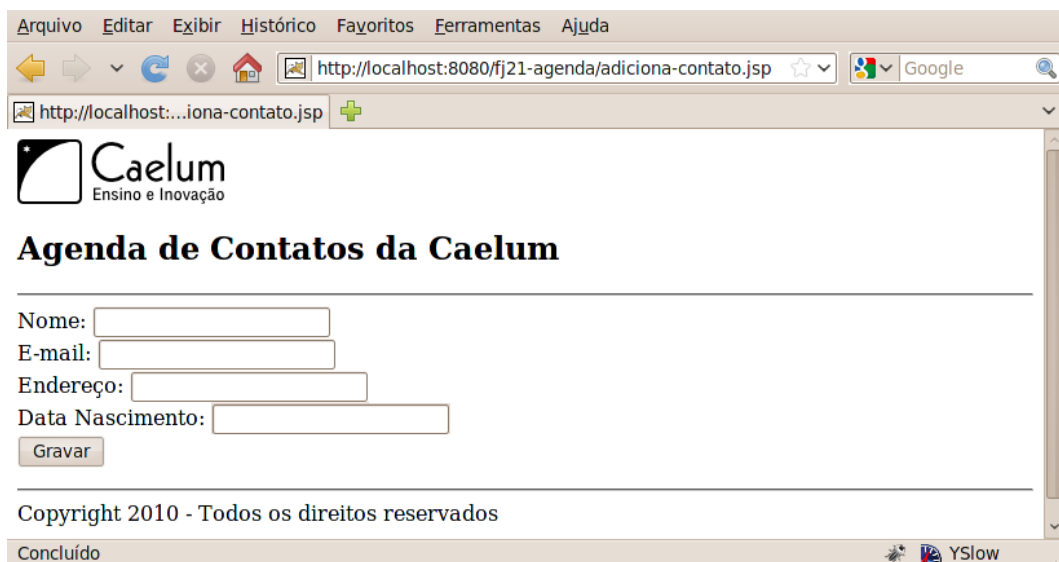 Arquivo Editar Exibir Histórico Favoritos Ferramentas Ajuda
http://localhost:8080/fj21-agenda/adiciona-contato.jsp Google
http://localhost:...iona-contato.jsp
Caelum
Ensino e Inovação
Agenda de Contatos da Caelum
Nome:
E-mail:
Endereço:
Data Nascimento:
Gravar
Copyright 2010 - Todos os direitos reservados
Concluído YSlow